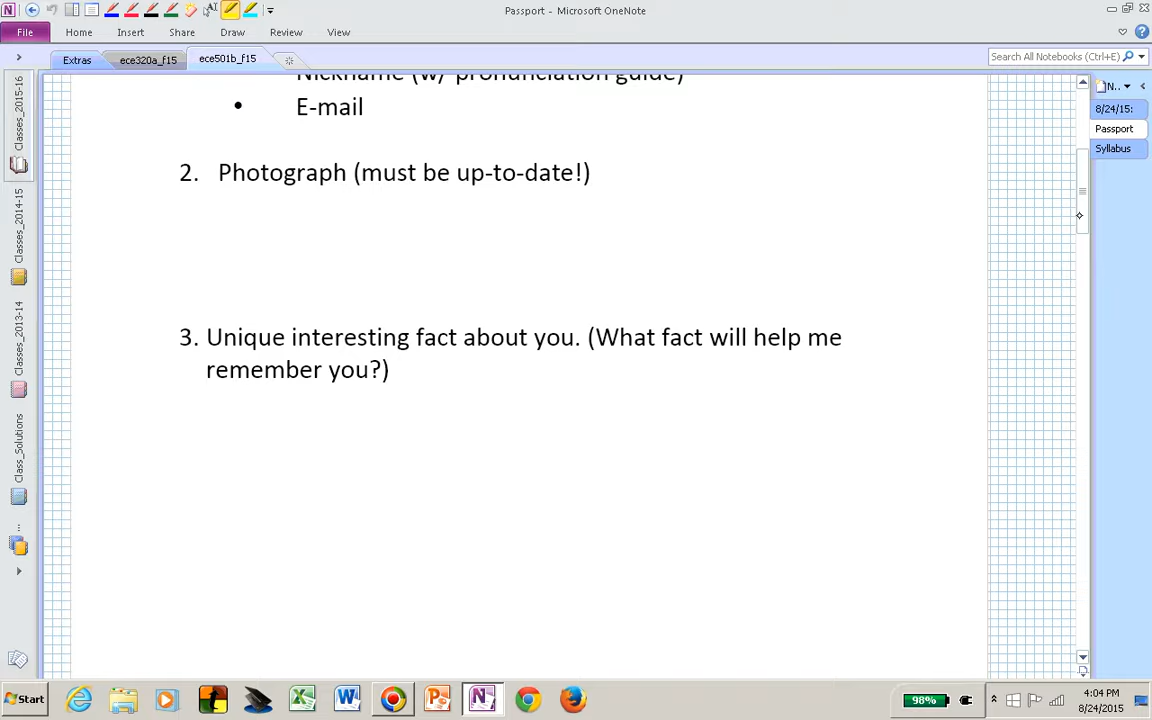 Passport - Microsoft OneNote
File Home Insert Share Draw Review View
Extras ece320a_f15 ece501b_f15
Search All Notebooks (Ctrl+E)
N..
8/24/15:
Passport
Syllabus
Classes_2015-16
Classes_2014-15
Classes_2013-14
Class_Solutions
Nickname (w/ pronunciation guide)
• E-mail
2. Photograph (must be up-to-date!)
3. Unique interesting fact about you. (What fact will help me
remember you?)
Start
98%
4:04 PM
8/24/2015